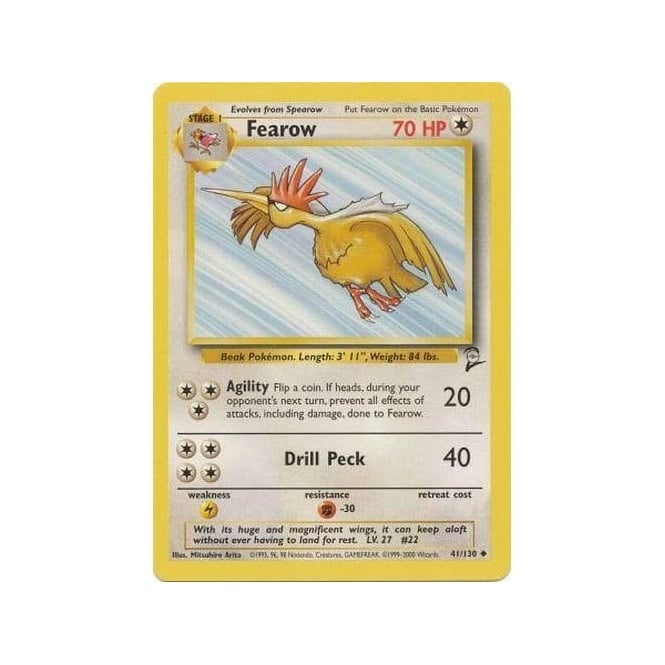 Evolves from Spearow Put Fearow on the Basic Pokémon
STAGE 1
Fearow 70 HP
Beak Pokémon. Length: 3' 11", Weight: 84 lbs.
Agility Flip a coin. If heads, during your
opponent's next turn, prevent all effects of
attacks, including damage, done to Fearow.
20
Drill Peck 40
weakness resistance retreat cost
-30
With its huge and magnificent wings, it can keep aloft
without ever having to land for rest. LV. 27 #22
Illus. Mitsuhiro Arita ©1995, 96, 98 Nintendo, Creatures, GAMEFREAK. ©1999-2000 Wizards. 41/130